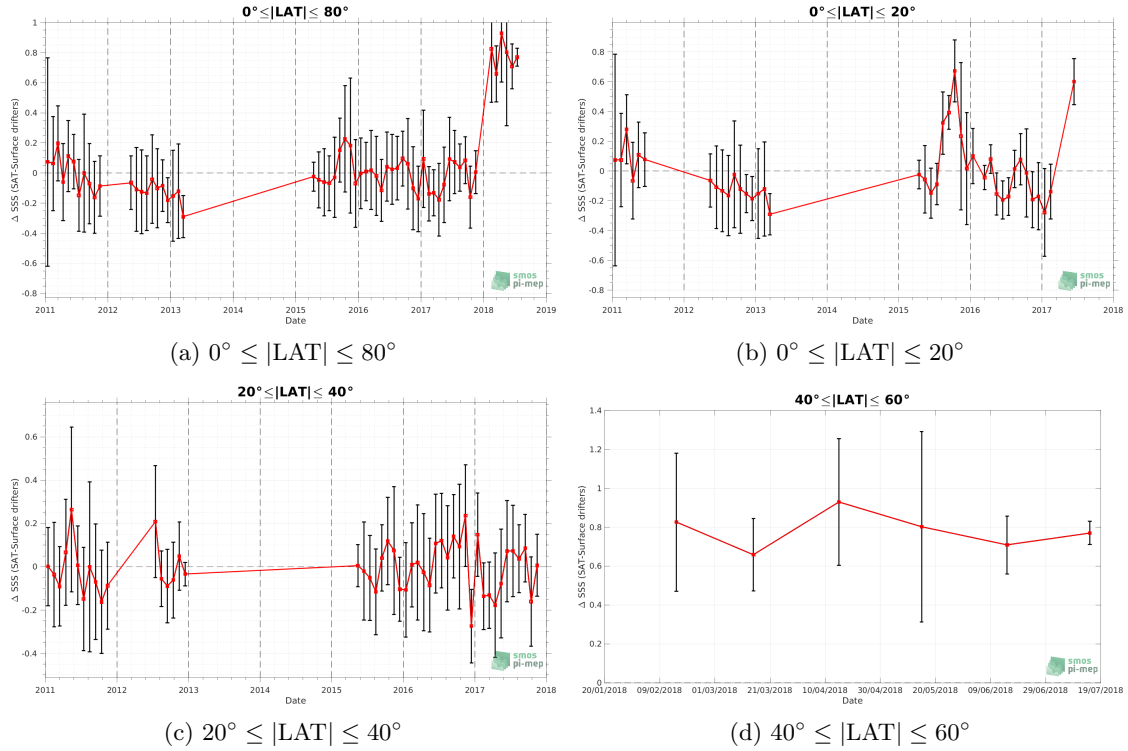 0°≤|LAT|≤ 80°
Δ SSS (SAT-Surface drifters)
1
0.8
0.6
0.4
0.2
0
-0.2
-0.4
-0.6
-0.8
2011 2012 2013 2014 2015 2016 2017 2018 2019
Date
smos
pi-mep
(a) 0° ≤ |LAT| ≤ 80°
0°≤|LAT|≤ 20°
Δ SSS (SAT-Surface drifters)
1
0.8
0.6
0.4
0.2
0
-0.2
-0.4
-0.6
-0.8
2011 2012 2013 2014 2015 2016 2017 2018
Date
smos
pi-mep
(b) 0° ≤ |LAT| ≤ 20°
20°≤|LAT|≤ 40°
Δ SSS (SAT-Surface drifters)
0.6
0.4
0.2
0
-0.2
-0.4
2011 2012 2013 2014 2015 2016 2017 2018
Date
smos
pi-mep
(c) 20° ≤ |LAT| ≤ 40°
40°≤|LAT|≤ 60°
Δ SSS (SAT-Surface drifters)
1.4
1.2
1
0.8
0.6
0.4
0.2
0
20/01/2018 09/02/2018 01/03/2018 21/03/2018 10/04/2018 30/04/2018 20/05/2018 09/06/2018 29/06/2018 19/07/2018
Date
smos
pi-mep
(d) 40° ≤ |LAT| ≤ 60°